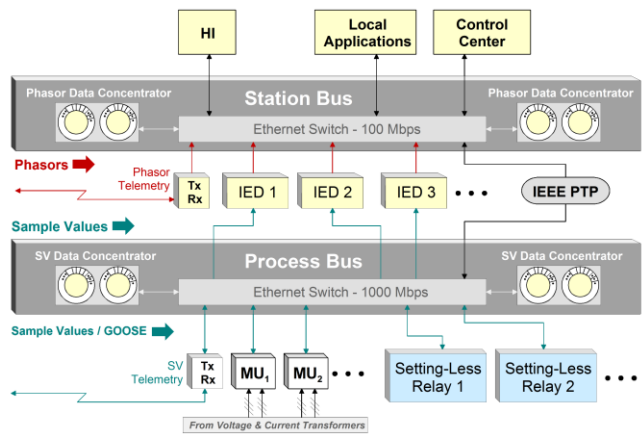 HI
Local
Applications
Control
Center
Phasor Data Concentrator
Station Bus
Phasor Data Concentrator
Ethernet Switch - 100 Mbps
Phasors
Phasor
Telemetry
Tx
Rx
IED 1
IED 2
IED 3
IEEE PTP
Sample Values
SV Data Concentrator
Process Bus
SV Data Concentrator
Ethernet Switch - 1000 Mbps
Sample Values / GOOSE
SV
Telemetry
Tx
Rx
MU1
MU2
Setting-Less
Relay 1
Setting-Less
Relay 2
From Voltage & Current Transformers